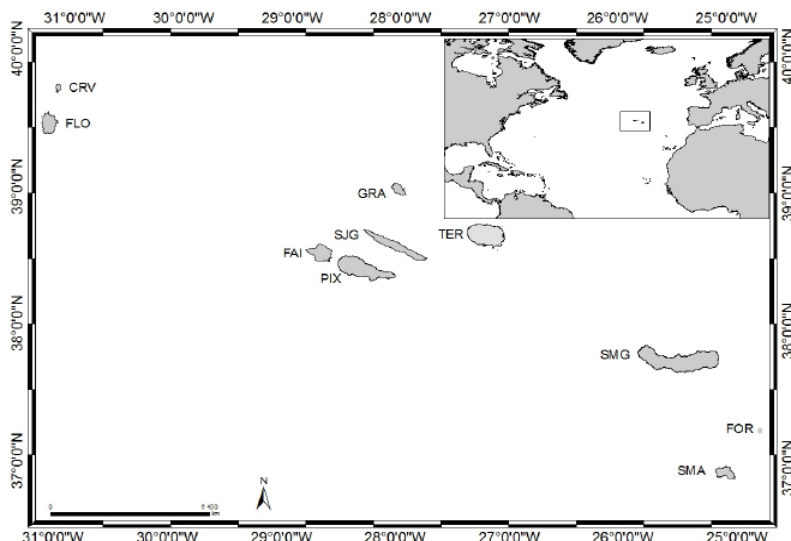 31°0'0"W 29°0'0"W 28°0'0"W 27°0'0"W 26°0'0"W 25°0'0"W
40°0'0"N 40°0'0"N
CRV
FLO
39°0'0"N GRA 39°0'0"N
SJG TER
FAI
PIX
38°0'0"N 38°0'0"N
SMG
FOR
37°0'0"N SMA 37°0'0"N
N
0
km
31°0'0"W 30°0'0"W 29°0'0"W 28°0'0"W 27°0'0"W 26°0'0"W 25°0'0"W